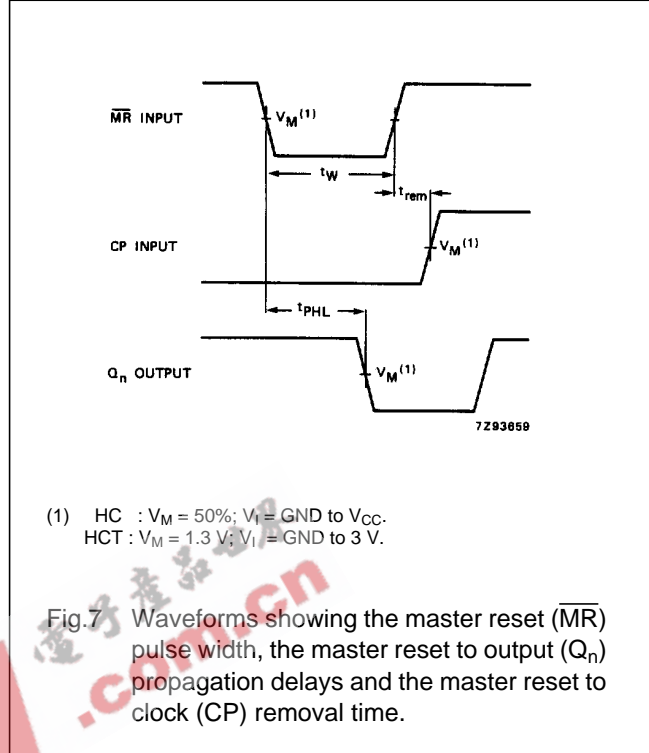 M̅R̅ INPUT
V_M (1)
t_W
t_rem
CP INPUT
V_M (1)
t_PHL
Q_n OUTPUT
V_M (1)
7Z93659
(1) HC : V_M = 50%; V_I = GND to V_CC.
HCT : V_M = 1.3 V; V_I = GND to 3 V.
Fig.7 Waveforms showing the master reset (M̅R̅)
pulse width, the master reset to output (Q_n)
propagation delays and the master reset to
clock (CP) removal time.
.com.cn